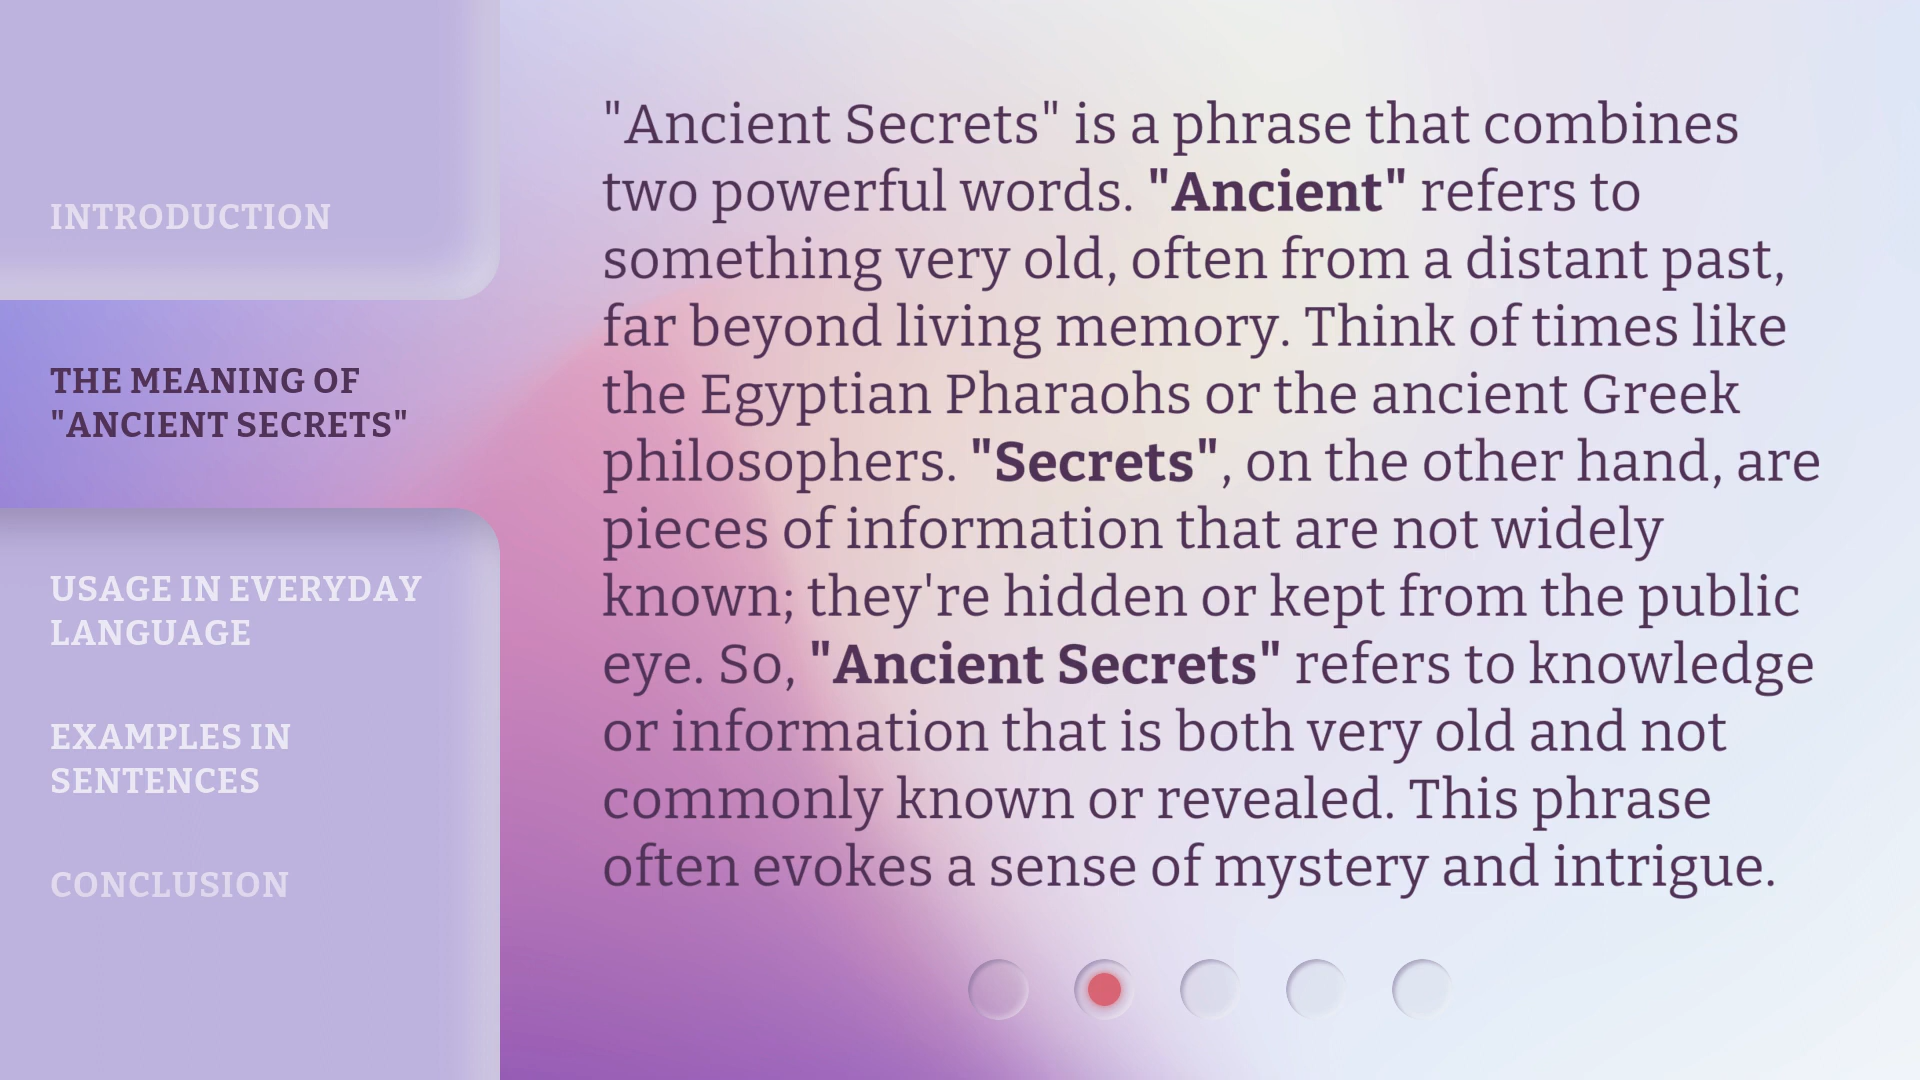 INTRODUCTION
THE MEANING OF
"ANCIENT SECRETS"
USAGE IN EVERYDAY
LANGUAGE
EXAMPLES IN
SENTENCES
CONCLUSION
"Ancient Secrets" is a phrase that combines
two powerful words. "Ancient" refers to
something very old, often from a distant past,
far beyond living memory. Think of times like
the Egyptian Pharaohs or the ancient Greek
philosophers. "Secrets", on the other hand, are
pieces of information that are not widely
known; they're hidden or kept from the public
eye. So, "Ancient Secrets" refers to knowledge
or information that is both very old and not
commonly known or revealed. This phrase
often evokes a sense of mystery and intrigue.